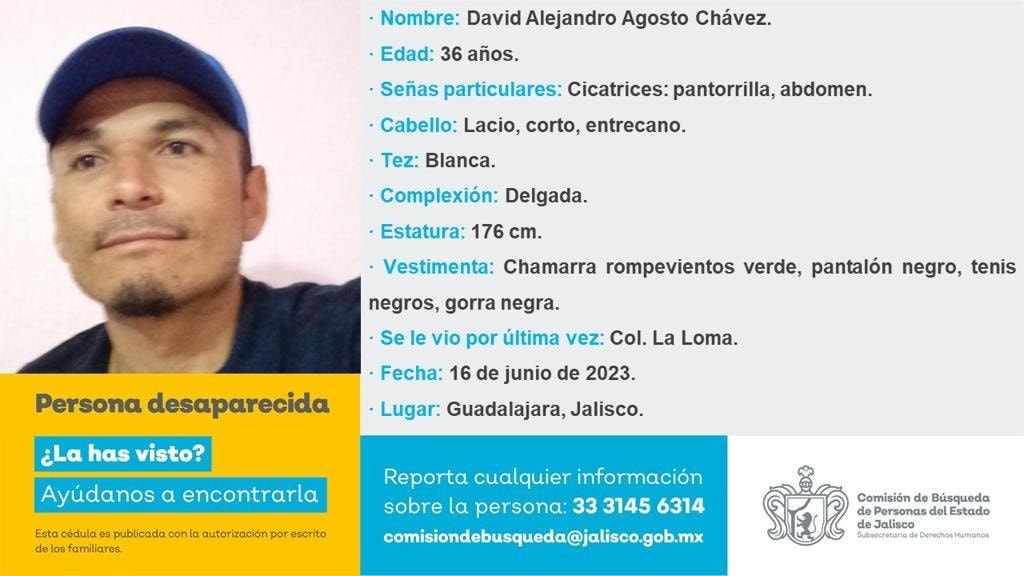 · Nombre: David Alejandro Agosto Chávez.
· Edad: 36 años.
· Señas particulares: Cicatrices: pantorrilla, abdomen.
· Cabello: Lacio, corto, entrecano.
· Tez: Blanca.
· Complexión: Delgada.
· Estatura: 176 cm.
· Vestimenta: Chamarra rompevientos verde, pantalón negro, tenis
negros, gorra negra.
· Se le vio por última vez: Col. La Loma.
· Fecha: 16 de junio de 2023.
· Lugar: Guadalajara, Jalisco.
Persona desaparecida
¿La has visto?
Ayúdanos a encontrarla
Esta cédula es publicada con la autorización por escrito
de los familiares.
Reporta cualquier información
sobre la persona: 33 3145 6314
comisiondebusqueda@jalisco.gob.mx
Comisión de Búsqueda
de Personas del Estado
de Jalisco
Subsecretaría de Derechos Humanos